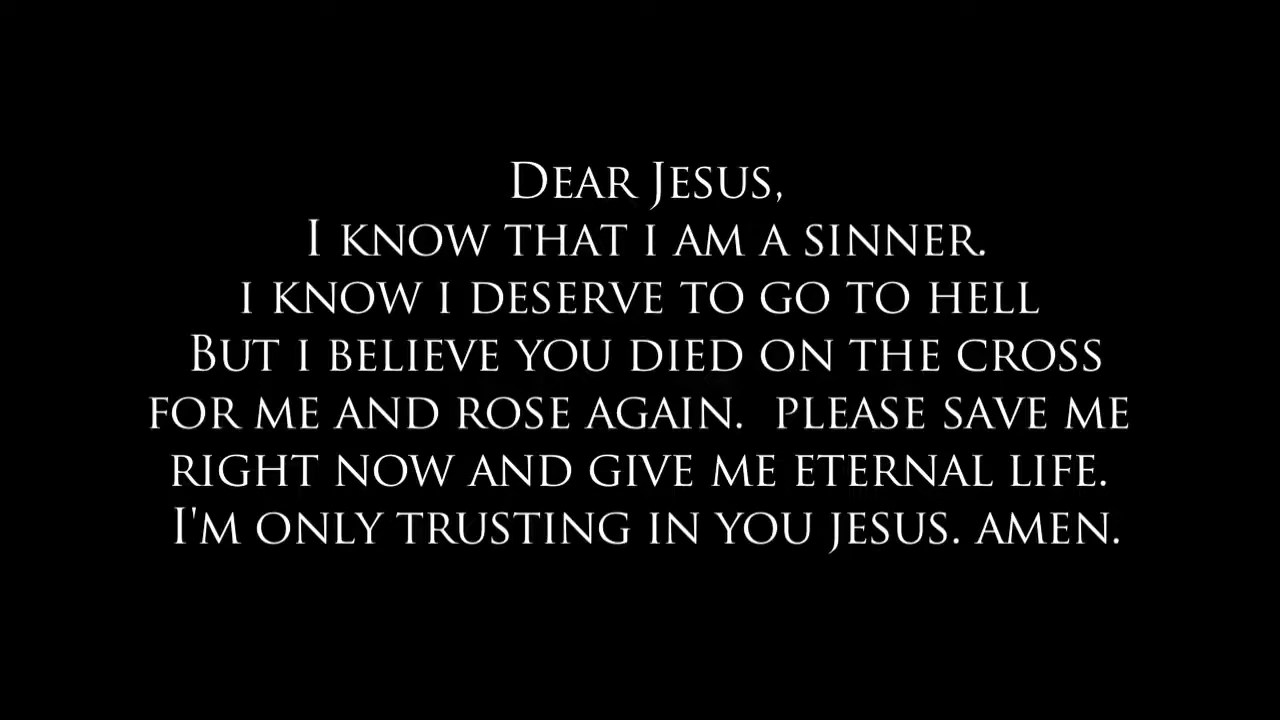 Dear Jesus,
I know that i am a sinner.
i know i deserve to go to hell
But i believe you died on the cross
for me and rose again.  please save me
right now and give me eternal life.
I'm only trusting in you jesus. amen.